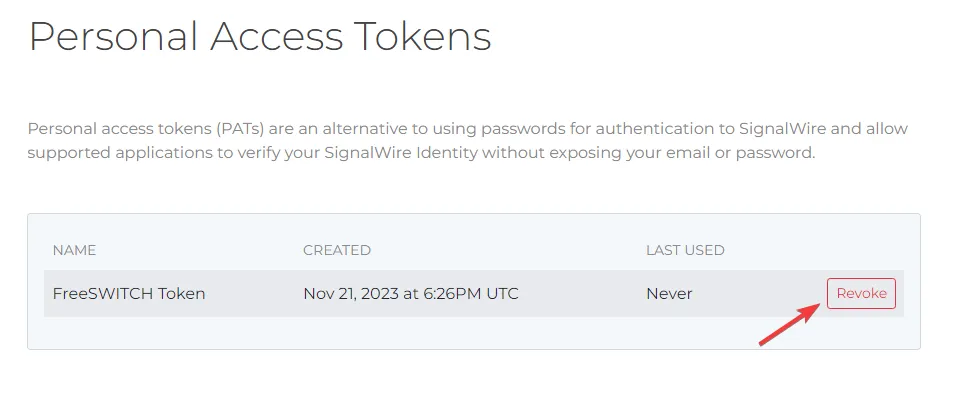 Personal Access Tokens
Personal access tokens (PATs) are an alternative to using passwords for authentication to SignalWire and allow
supported applications to verify your SignalWire Identity without exposing your email or password.
NAME CREATED LAST USED
FreeSWITCH Token Nov 21, 2023 at 6:26PM UTC Never Revoke